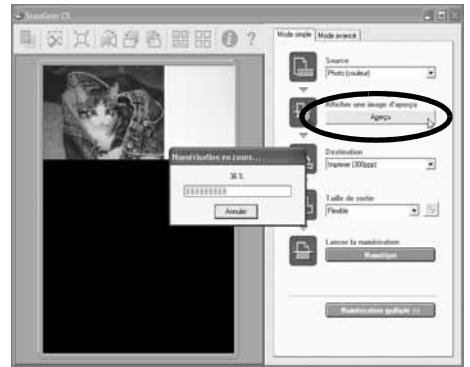 ScanGear CS
Mode simple Mode avancé
Source
Photo (couleur)
Afficher une image d'aperçu
Aperçu
Numérisation en cours...
36 %
Annuler
Destination
Imprimer (300ppp)
Taille de sortie
Flexible
Lancer la numérisation
Numériser
Numérisation multiple >>